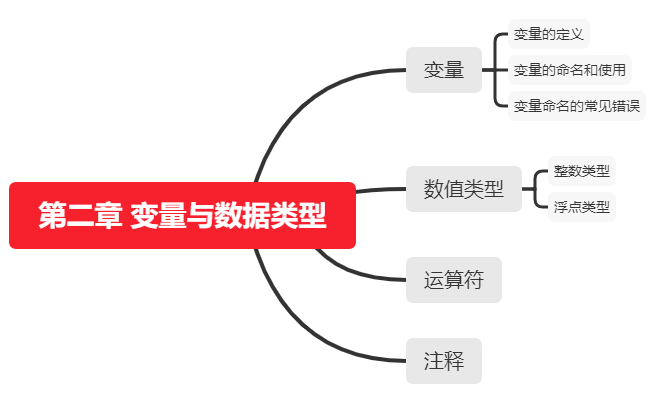 第二章 变量与数据类型
变量
变量的定义
变量的命名和使用
变量命名的常见错误
数值类型
整数类型
浮点类型
运算符
注释